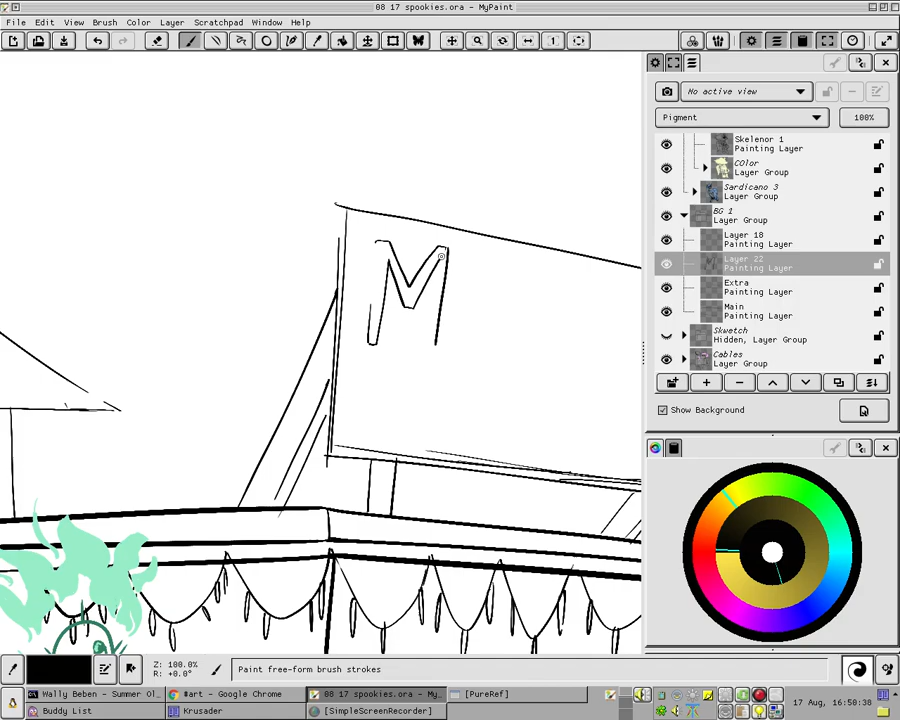 08 17 spookies.ora - MyPaint
File Edit View Brush Color Layer Scratchpad Window Help
No active view
Pigment 100%
Skelenor 1
Painting Layer
COlor
Layer Group
Sardicano 3
Layer Group
BG 1
Layer Group
Layer 18
Painting Layer
Layer 22
Painting Layer
Extra
Painting Layer
Main
Painting Layer
Skwetch
Hidden, Layer Group
Cables
Layer Group
Show Background
M
Z: 100.0%
R: +0.0°
Paint free-form brush strokes
Wally Beben - Summer Ol...
#art - Google Chrome
08 17 spookies.ora - My...
[PureRef]
Buddy List
Krusader
[SimpleScreenRecorder]
17 Aug, 16:50:38